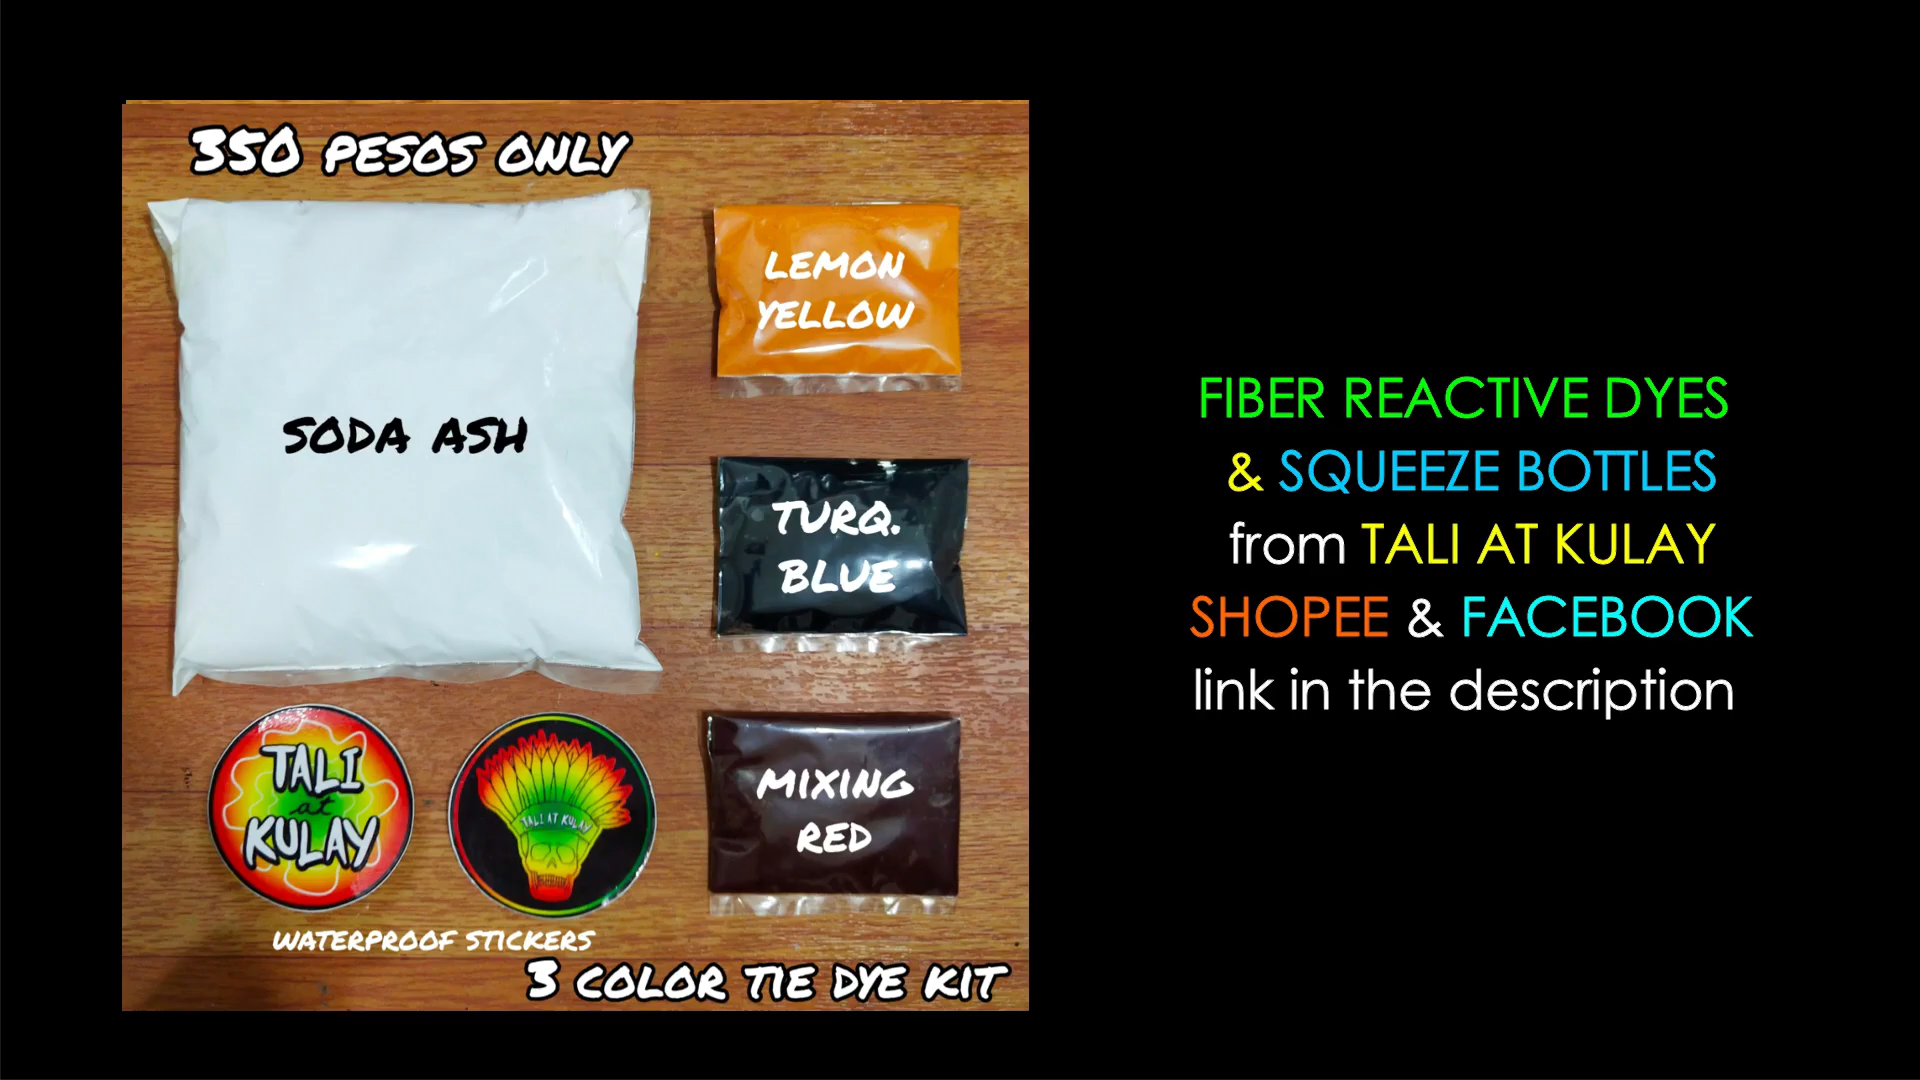 350 PESOS ONLY
SODA ASH
LEMON
YELLOW
TURQ.
BLUE
MIXING
RED
TALI
at
KULAY
TALI AT KULAY
WATERPROOF STICKERS
3 COLOR TIE DYE KIT
FIBER REACTIVE DYES
& SQUEEZE BOTTLES
from TALI AT KULAY
SHOPEE & FACEBOOK
link in the description